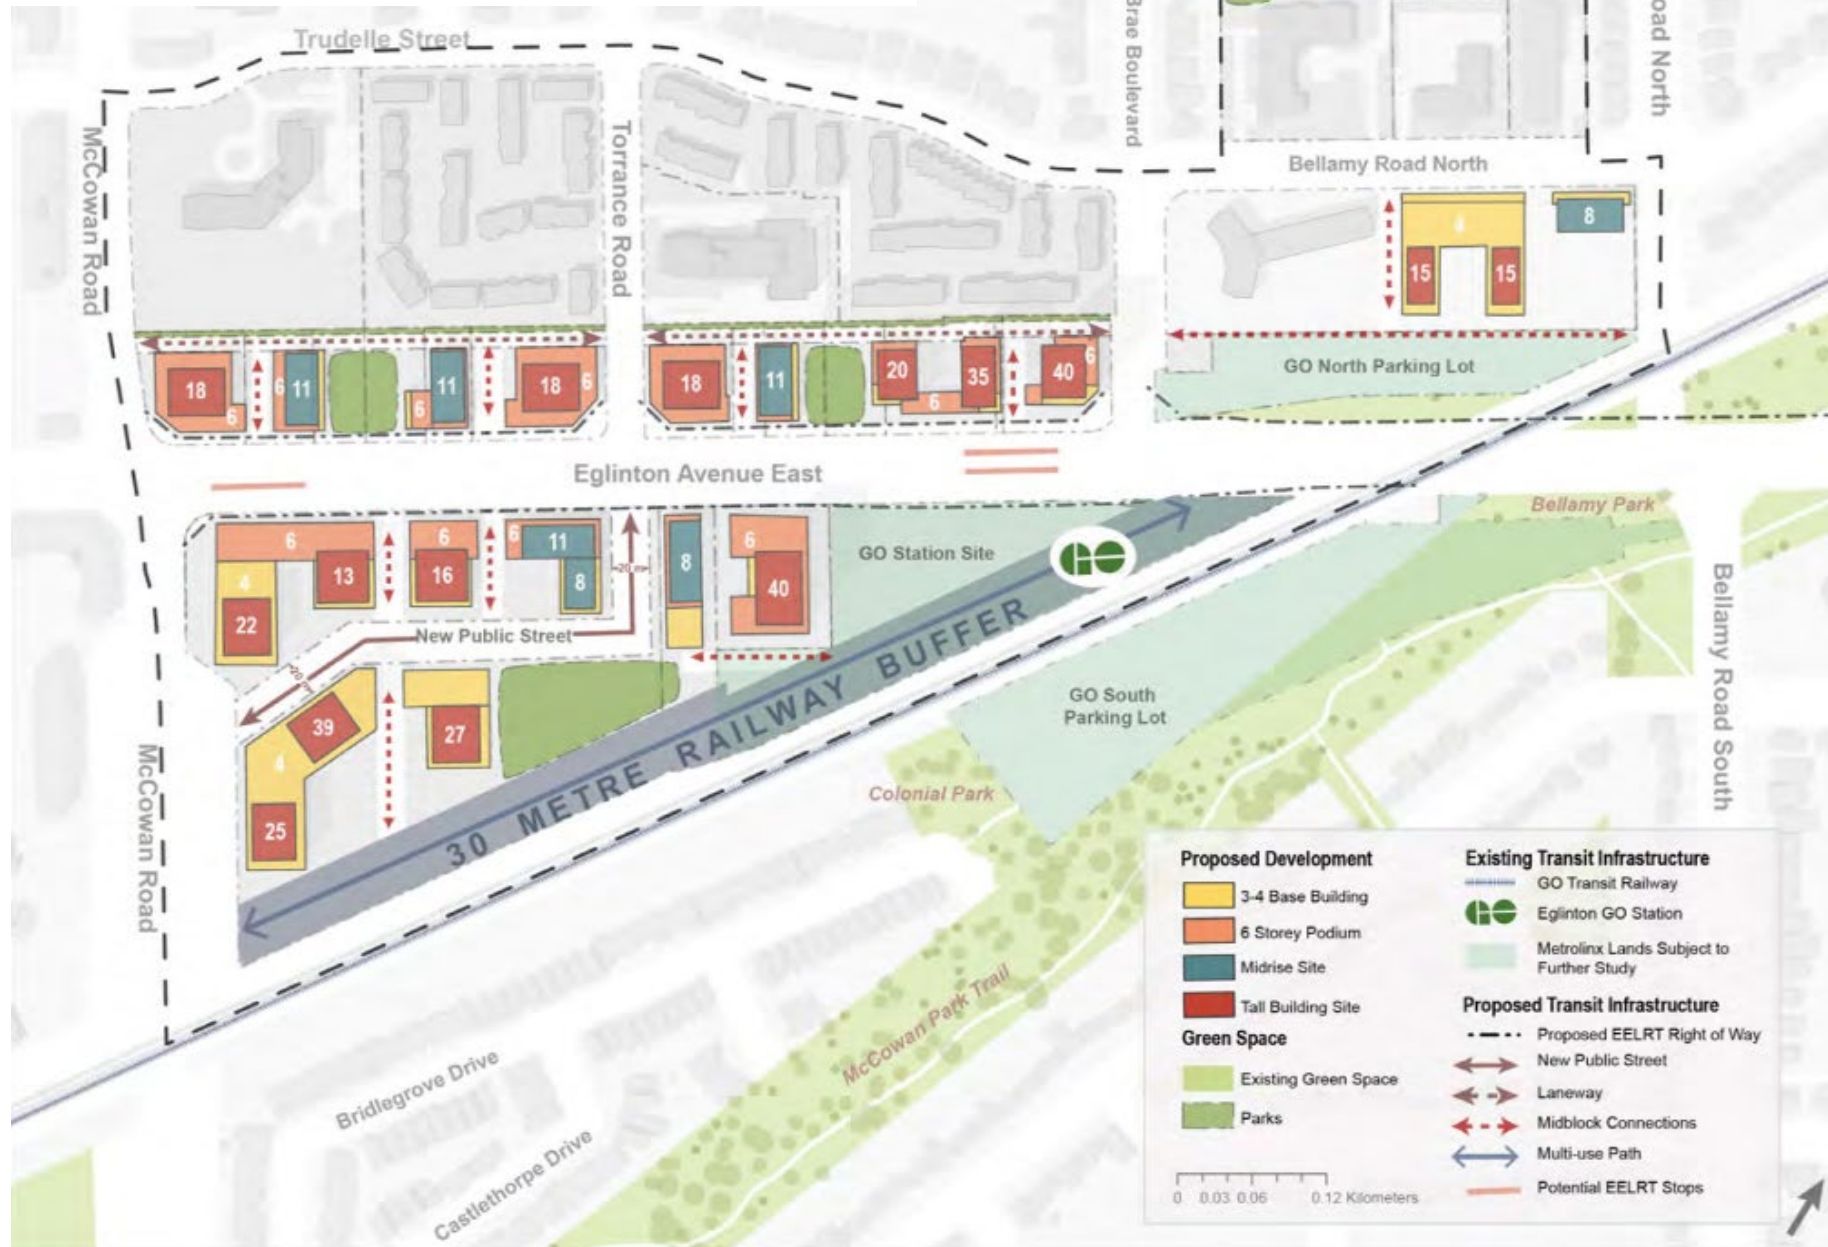 Trudelle Street
Brae Boulevard
oad North
McCowan Road
Torrance Road
Bellamy Road North
4
8
15
15
GO North Parking Lot
18
6
6
11
6
11
18
6
18
11
20
6
35
40
6
Eglinton Avenue East
Bellamy Park
6
4
22
13
6
16
6
11
8
20 m
8
6
40
GO Station Site
GO
New Public Street
20 m
39
4
25
27
30 METRE RAILWAY BUFFER
GO South
Parking Lot
Colonial Park
Bellamy Road South
McCowan Road
McCowan Park Trail
Bridlegrove Drive
Castlethorpe Drive
Proposed Development
3-4 Base Building
6 Storey Podium
Midrise Site
Tall Building Site
Green Space
Existing Green Space
Parks
0 0.03 0.06 0.12 Kilometers
Existing Transit Infrastructure
GO Transit Railway
GO
Eglinton GO Station
Metrolinx Lands Subject to
Further Study
Proposed Transit Infrastructure
Proposed EELRT Right of Way
New Public Street
Laneway
Midblock Connections
Multi-use Path
Potential EELRT Stops